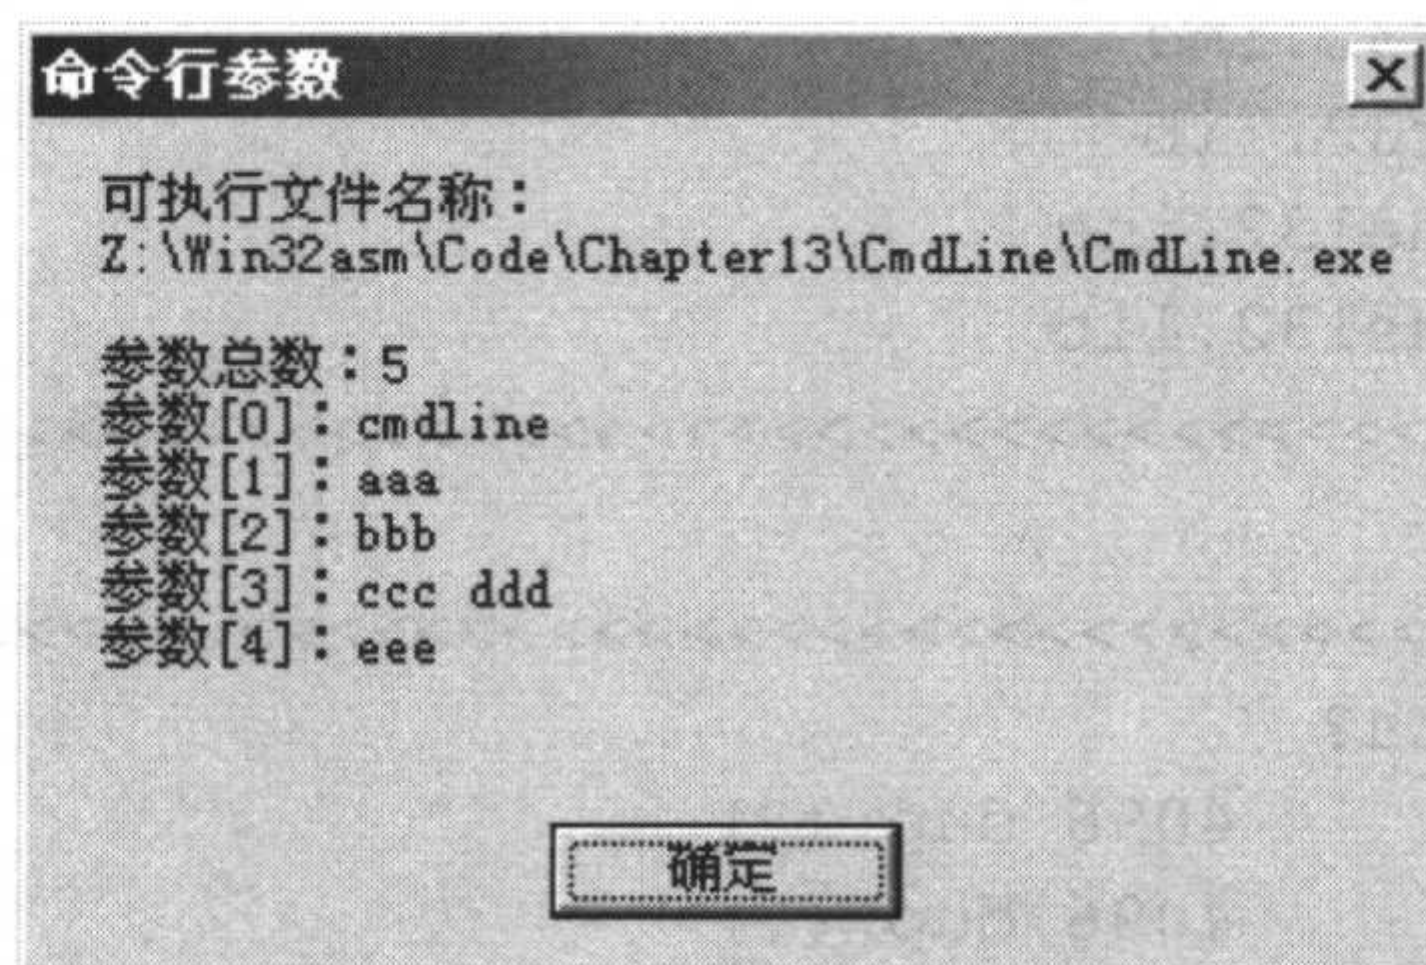 命令行参数
可执行文件名称：
Z:\Win32asm\Code\Chapter13\CmdLine\CmdLine.exe
参数总数：5
参数[0]：cmdline
参数[1]：aaa
参数[2]：bbb
参数[3]：ccc ddd
参数[4]：eee
确定